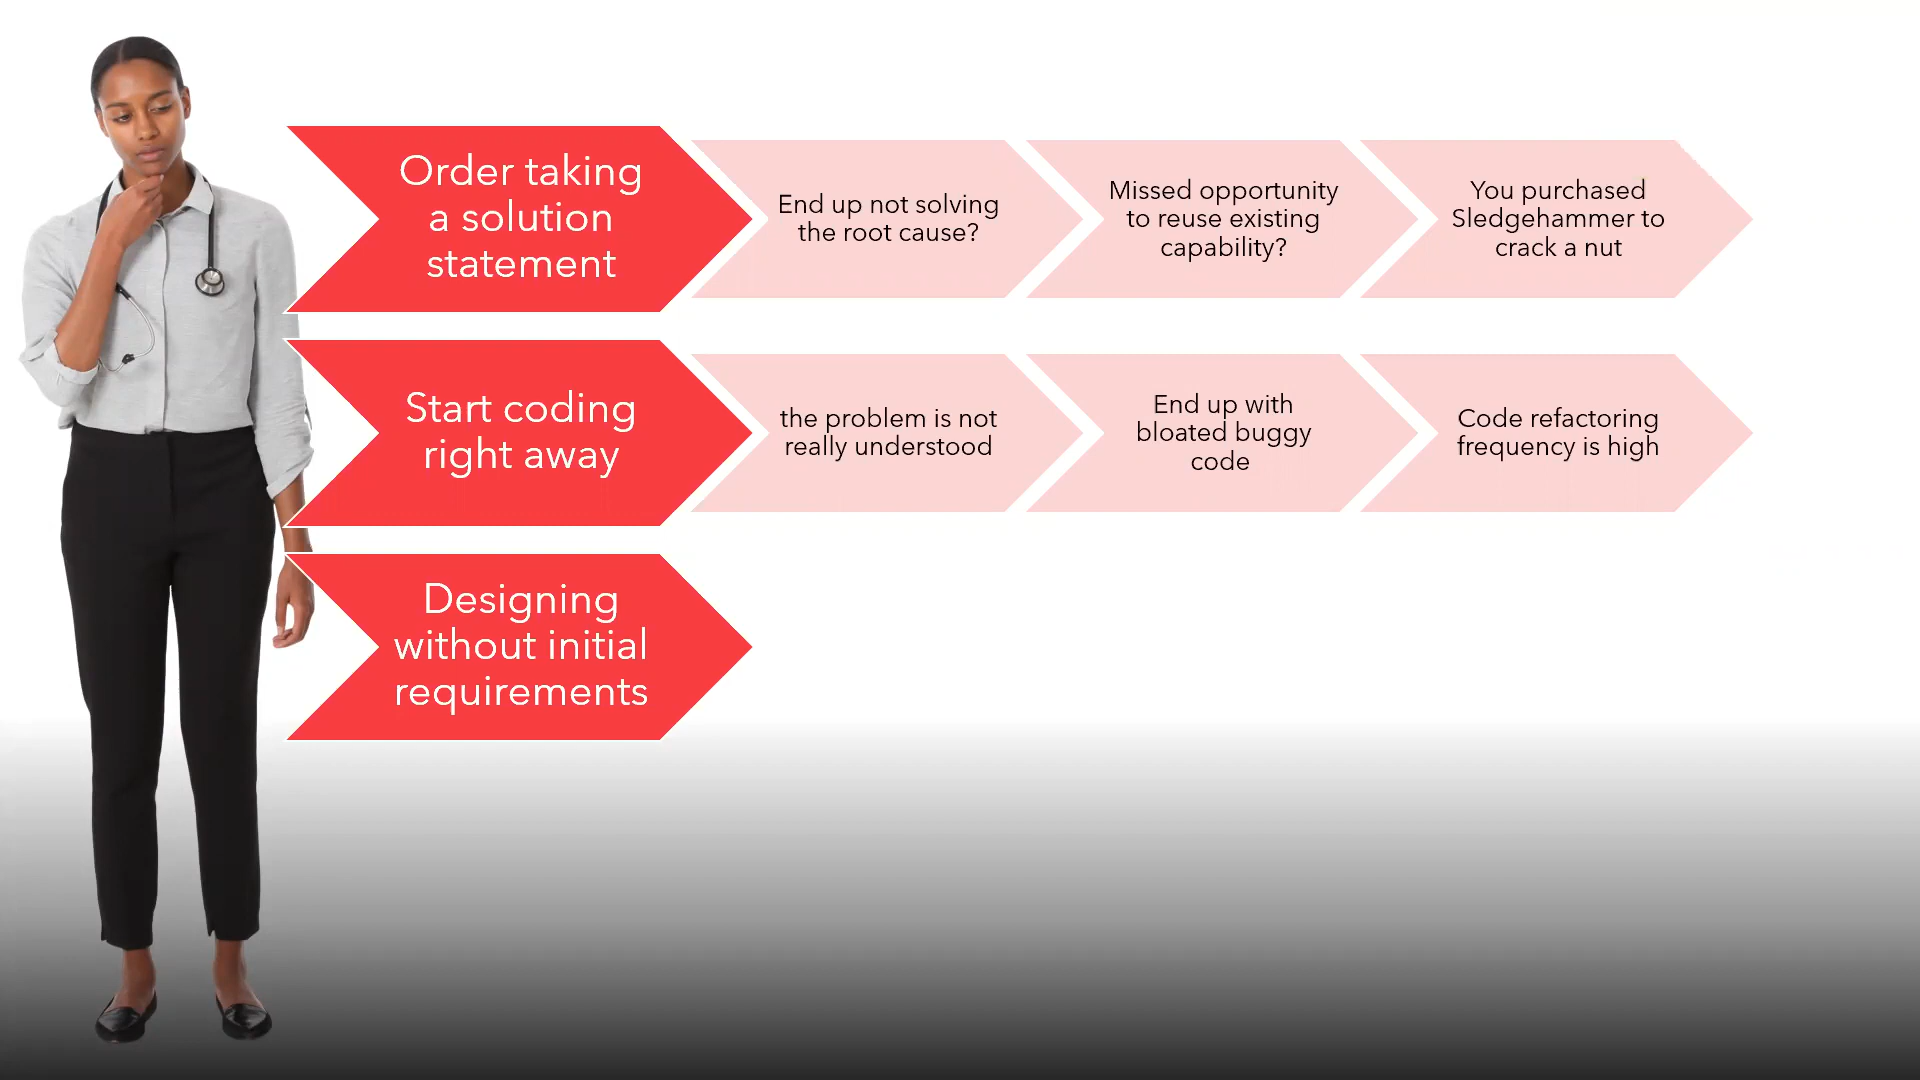 Order taking
a solution
statement
End up not solving
the root cause?
Missed opportunity
to reuse existing
capability?
You purchased
Sledgehammer to
crack a nut
Start coding
right away
the problem is not
really understood
End up with
bloated buggy
code
Code refactoring
frequency is high
Designing
without initial
requirements